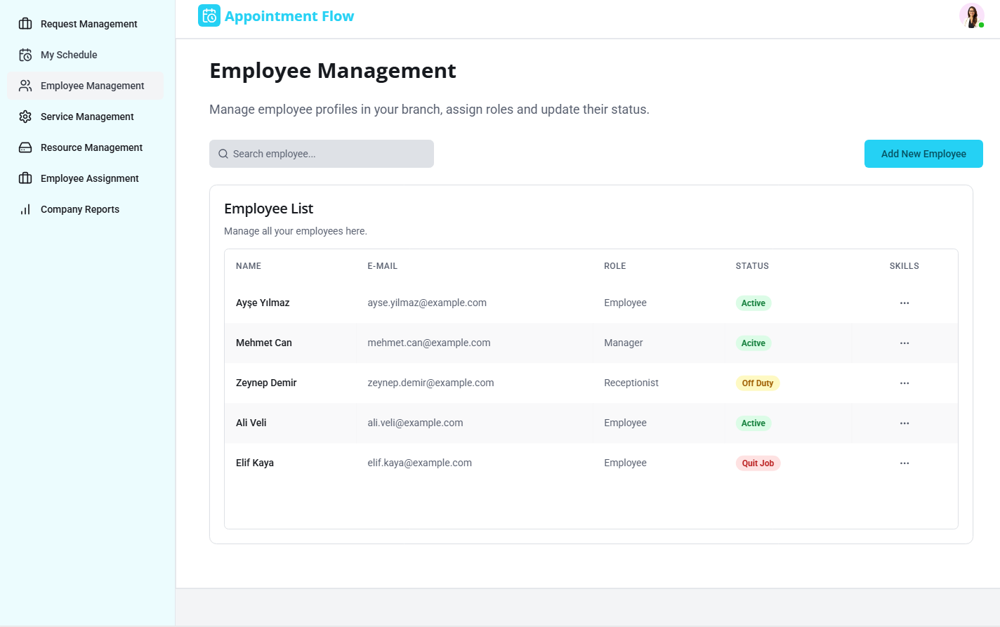 Appointment Flow
Request Management
My Schedule
Employee Management
Service Management
Resource Management
Employee Assignment
Company Reports
Employee Management
Manage employee profiles in your branch, assign roles and update their status.
Search employee...
Add New Employee
Employee List
Manage all your employees here.
NAME E-MAIL ROLE STATUS SKILLS
Ayşe Yılmaz ayse.yilmaz@example.com Employee Active ...
Mehmet Can mehmet.can@example.com Manager Acitve ...
Zeynep Demir zeynep.demir@example.com Receptionist Off Duty ...
Ali Veli ali.veli@example.com Employee Active ...
Elif Kaya elif.kaya@example.com Employee Quit Job ...